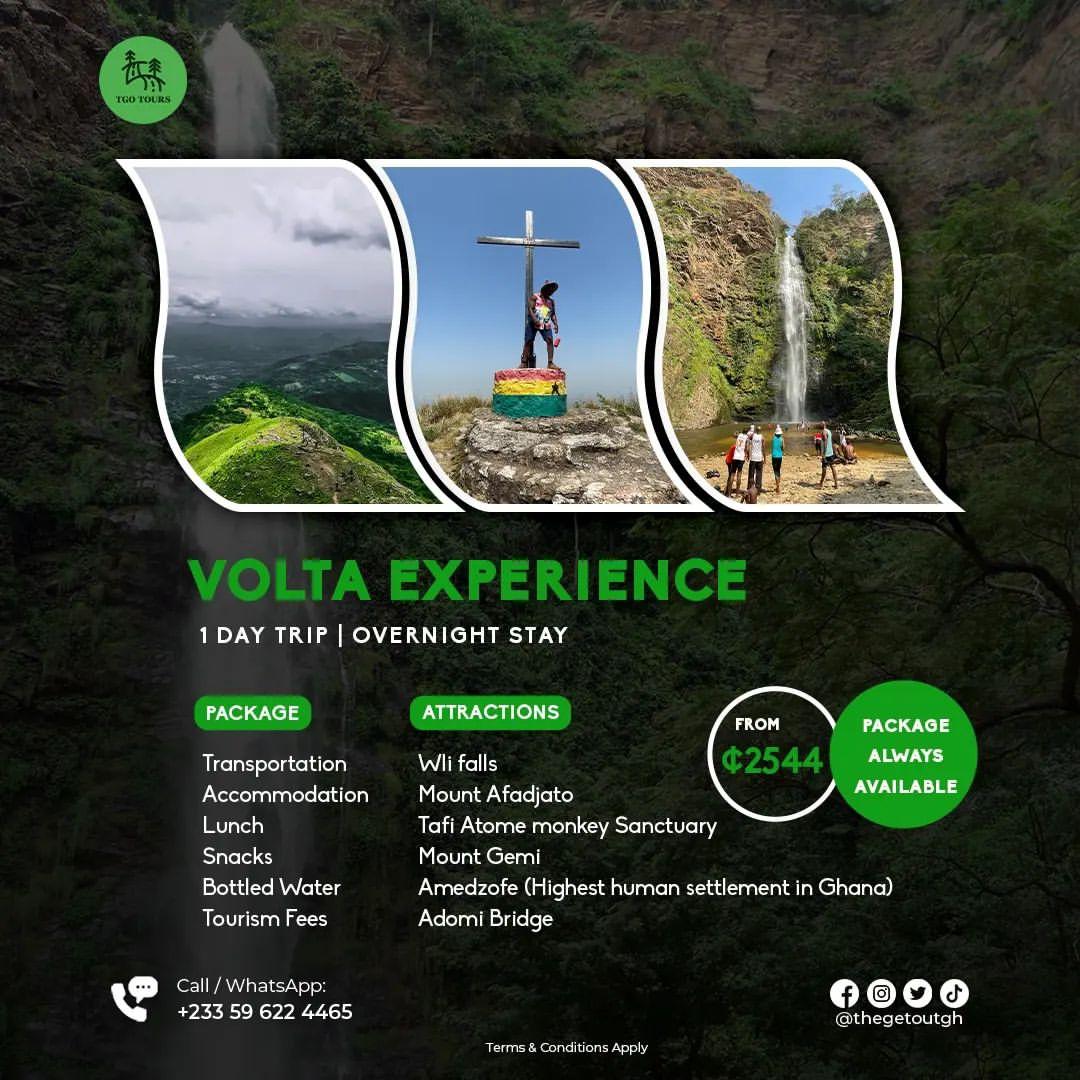 TGO TOURS
VOLTA EXPERIENCE
1 DAY TRIP | OVERNIGHT STAY
PACKAGE
Transportation
Accommodation
Lunch
Snacks
Bottled Water
Tourism Fees
ATTRACTIONS
Wli falls
Mount Afadjato
Tafi Atome monkey Sanctuary
Mount Gemi
Amedzofe (Highest human settlement in Ghana)
Adomi Bridge
FROM
₵2544
PACKAGE
ALWAYS
AVAILABLE
Call / WhatsApp:
+233 59 622 4465
@thegetoutgh
Terms & Conditions Apply